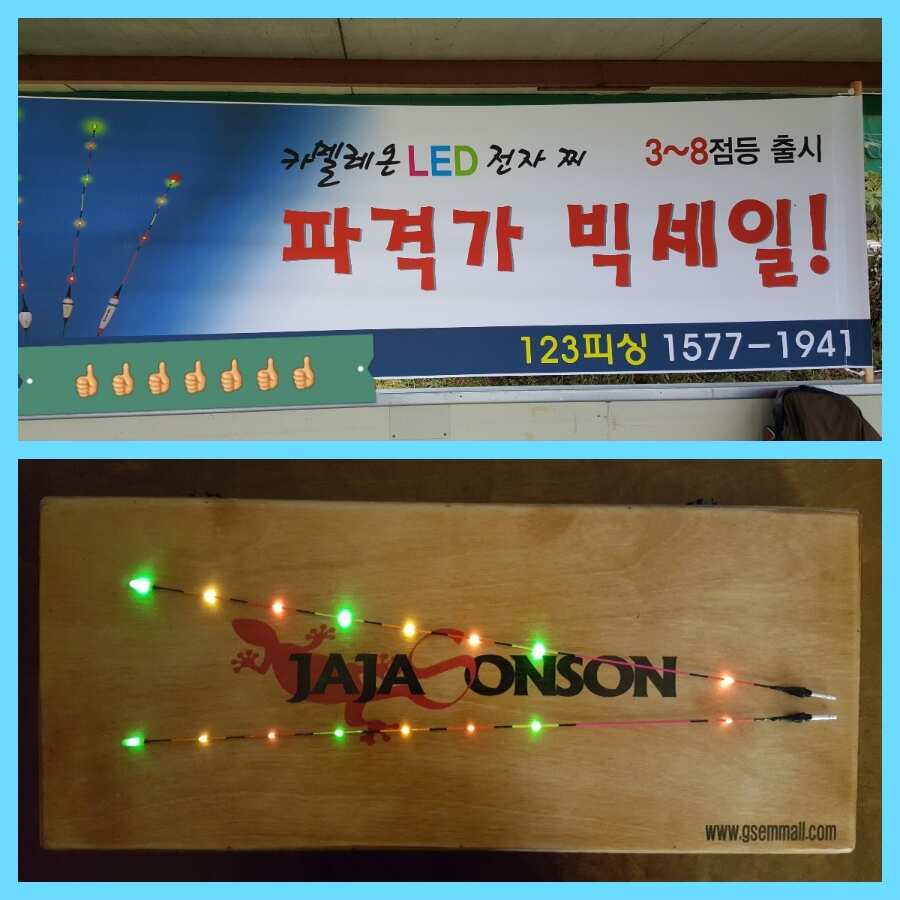 카멜레온 LED 전자 찌
3~8점등 출시
파격가 빅세일!
123피싱 1577-1941
JAJASONSON
www.gsemmall.com